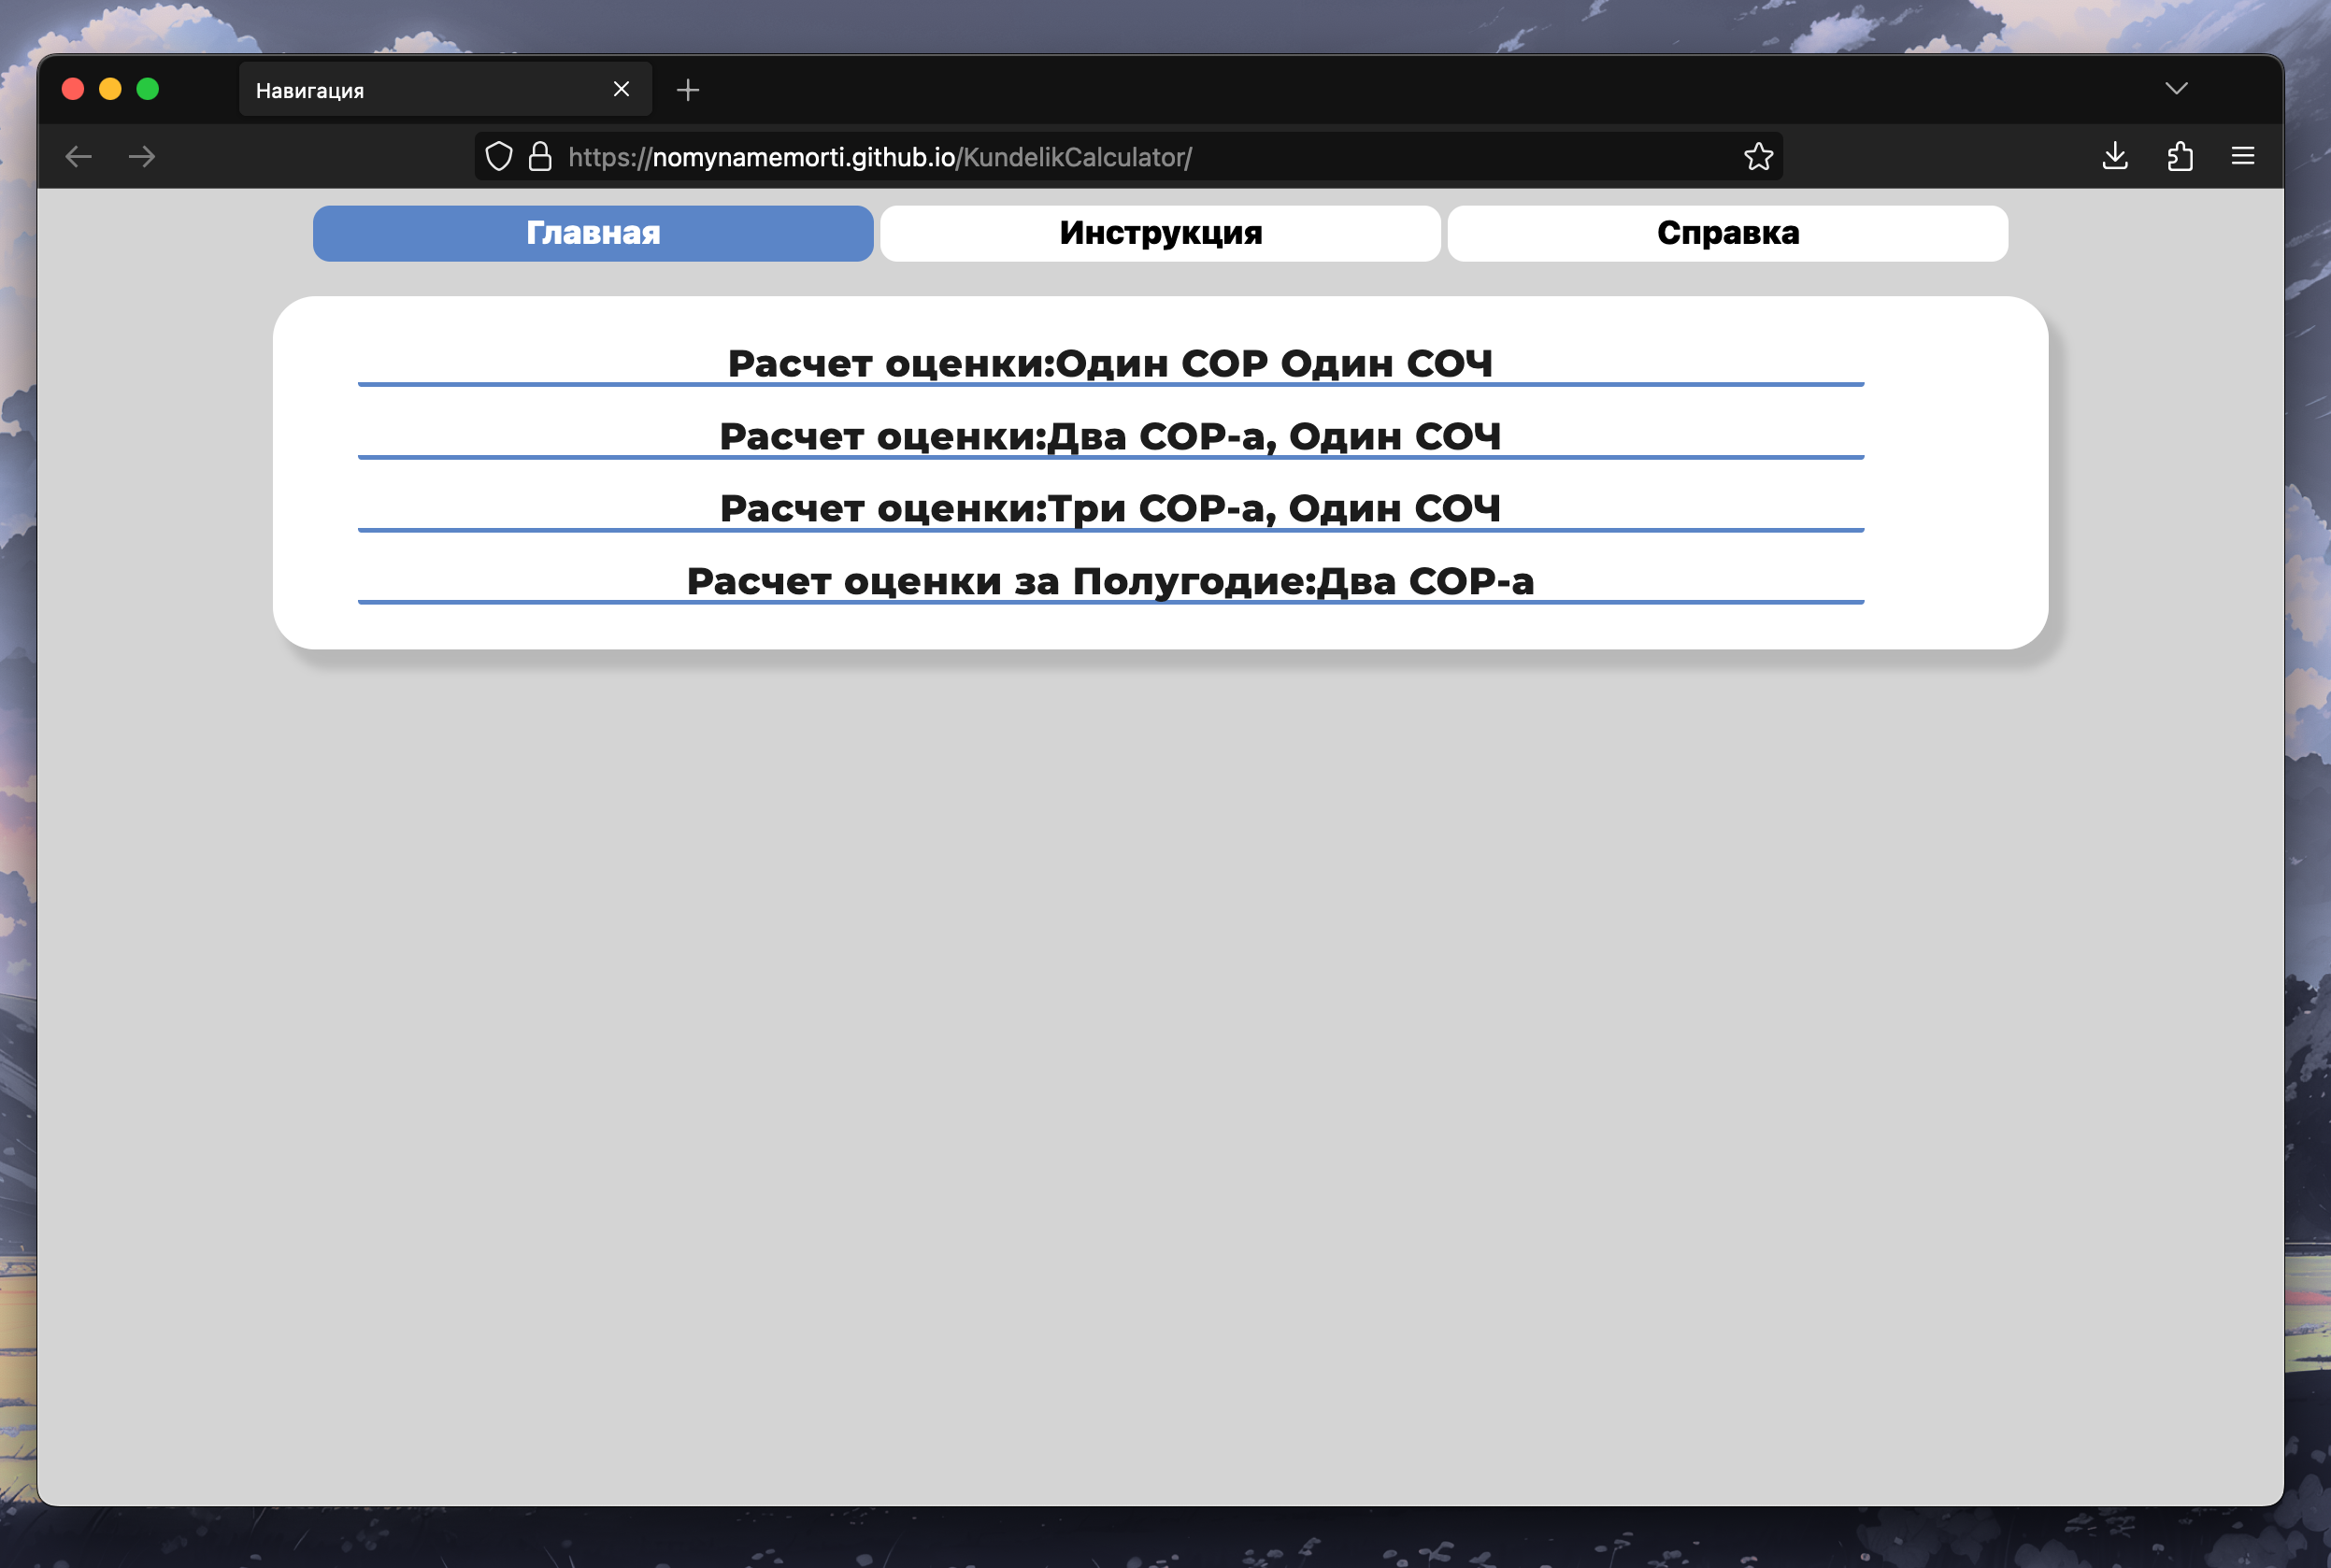 Навигация
https://nomynamemorti.github.io/KundelikCalculator/
Главная
Инструкция
Справка
Расчет оценки:Один СОР Один СОЧ
Расчет оценки:Два СОР-а, Один СОЧ
Расчет оценки:Три СОР-а, Один СОЧ
Расчет оценки за Полугодие:Два СОР-а